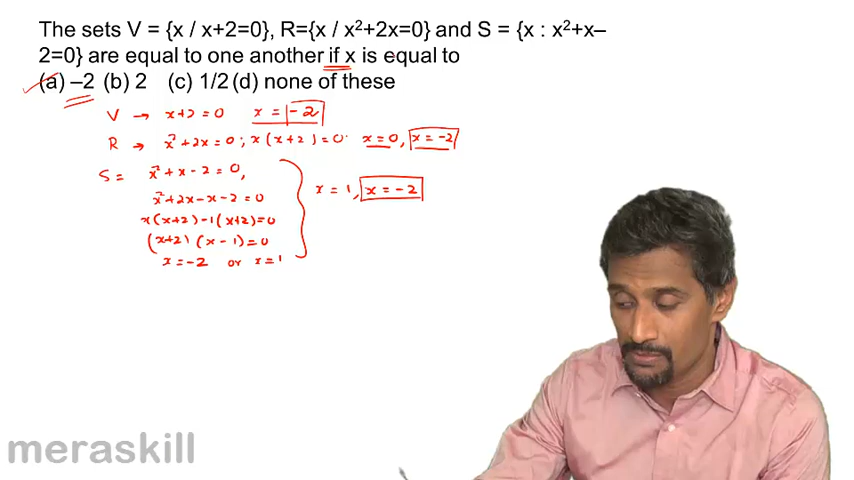 The sets V = {x / x+2=0}, R={x / x²+2x=0} and S = {x : x²+x–
2=0} are equal to one another if x is equal to
(a) –2 (b) 2 (c) 1/2 (d) none of these
V → x+2=0 x = -2
R → x²+2x=0; x(x+2)=0. x=0, x=-2
S = x²+x-2=0,
x²+2x-x-2=0
x=1, x=-2
x(x+2)-1(x+2)=0
(x+2)(x-1)=0
x=-2 or x=1
meraskill